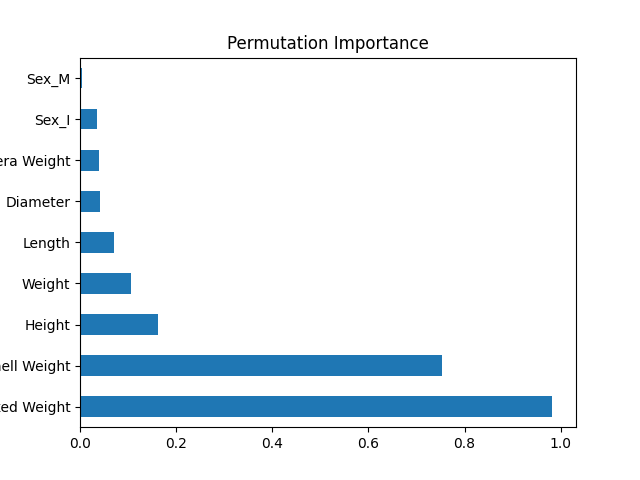 Permutation Importance
Sex_M
Sex_I
era Weight
Diameter
Length
Weight
Height
ell Weight
ed Weight
0.0 0.2 0.4 0.6 0.8 1.0